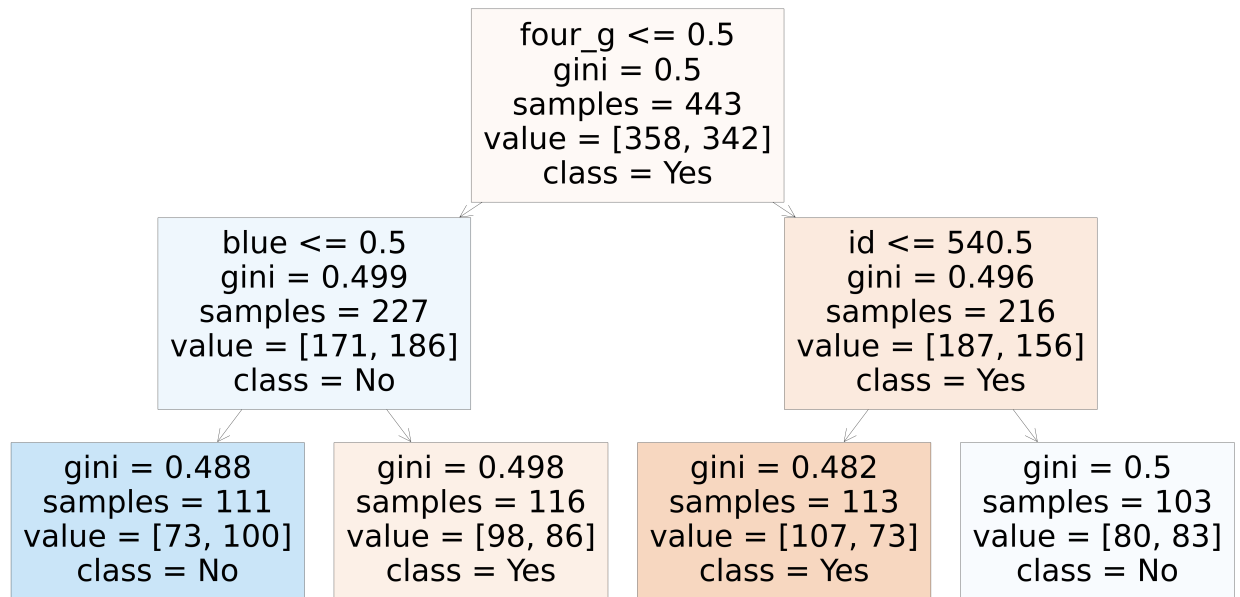 four_g <= 0.5
gini = 0.5
samples = 443
value = [358, 342]
class = Yes
blue <= 0.5
gini = 0.499
samples = 227
value = [171, 186]
class = No
id <= 540.5
gini = 0.496
samples = 216
value = [187, 156]
class = Yes
gini = 0.488
samples = 111
value = [73, 100]
class = No
gini = 0.498
samples = 116
value = [98, 86]
class = Yes
gini = 0.482
samples = 113
value = [107, 73]
class = Yes
gini = 0.5
samples = 103
value = [80, 83]
class = No